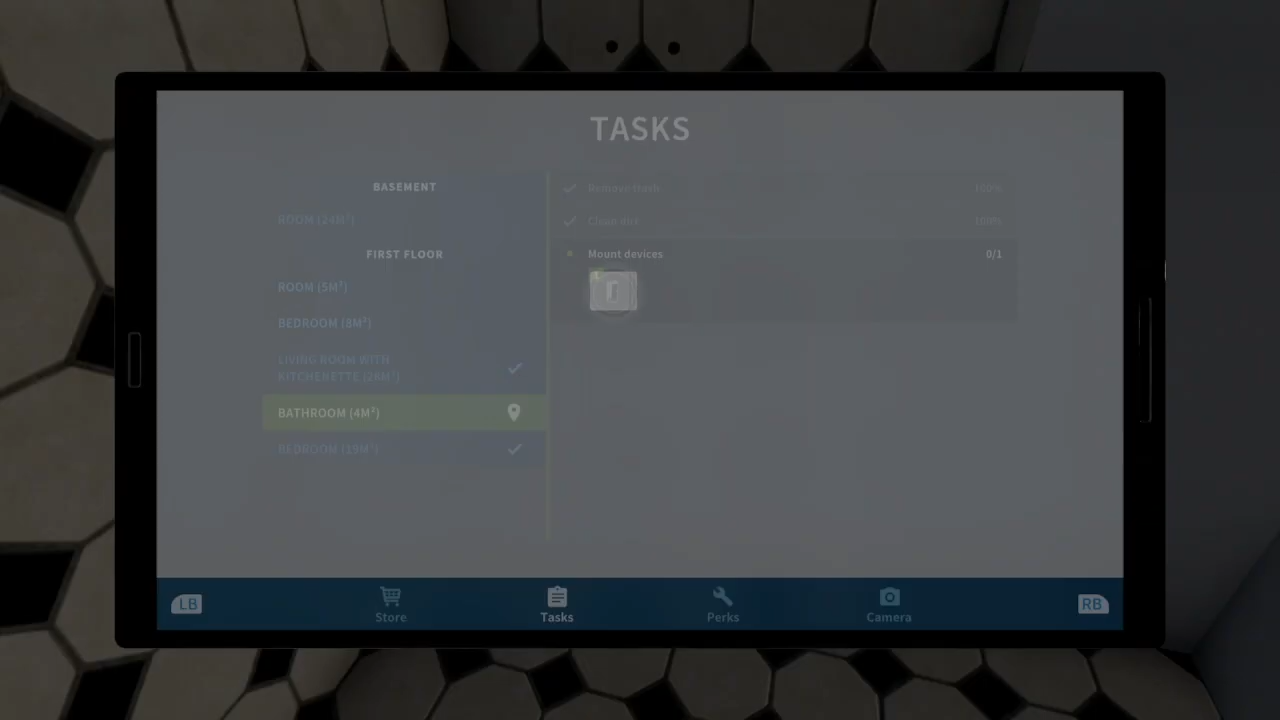 TASKS
BASEMENT
ROOM (24M²)
FIRST FLOOR
ROOM (5M²)
BEDROOM (8M²)
LIVING ROOM WITH
KITCHENETTE (26M²)
BATHROOM (4M²)
BEDROOM (19M²)
Remove trash 100%
Clean dirt 100%
Mount devices 0/1
LB
Store
Tasks
Perks
Camera
RB